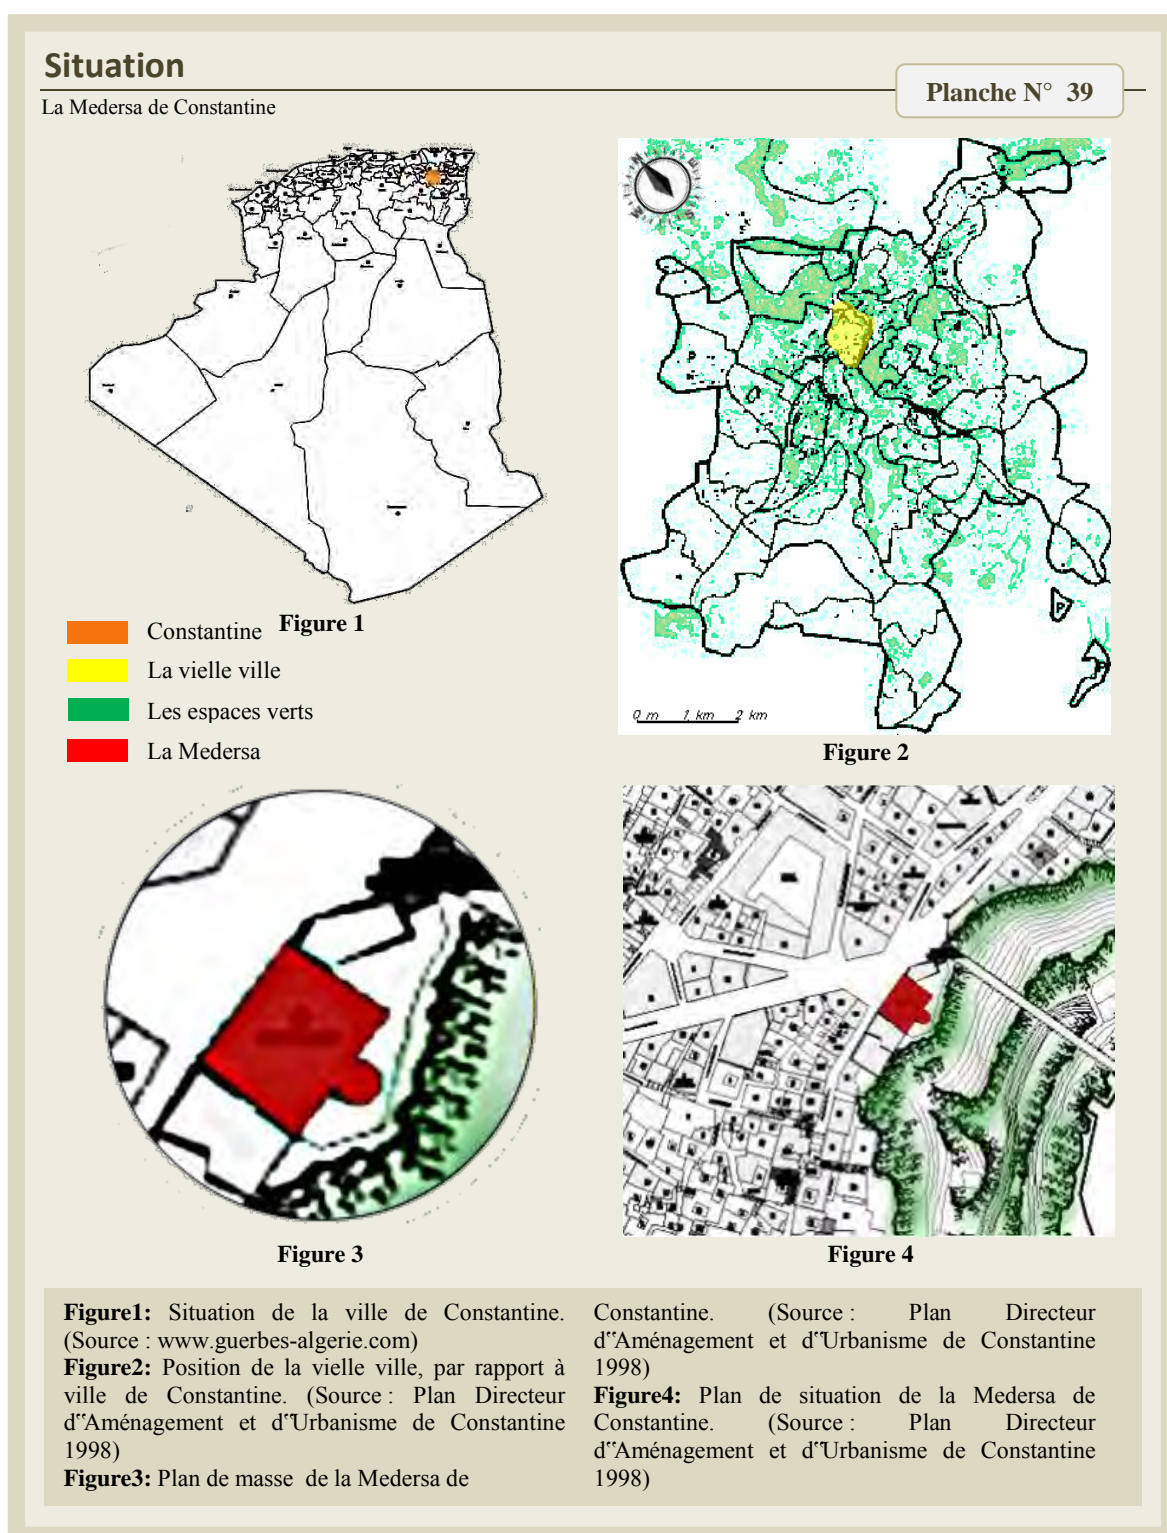 Situation
La Medersa de Constantine
Planche N° 39
Figure 1
Constantine
La vielle ville
Les espaces verts
La Medersa
0 m 1 km 2 km
Figure 2
Figure 3
Figure 4
Figure1: Situation de la ville de Constantine.
(Source : www.guerbes-algerie.com)
Figure2: Position de la vielle ville, par rapport à
ville de Constantine. (Source : Plan Directeur
d‟Aménagement et d‟Urbanisme de Constantine
1998)
Figure3: Plan de masse de la Medersa de
Constantine. (Source : Plan Directeur
d‟Aménagement et d‟Urbanisme de Constantine
1998)
Figure4: Plan de situation de la Medersa de
Constantine. (Source : Plan Directeur
d‟Aménagement et d‟Urbanisme de Constantine
1998)